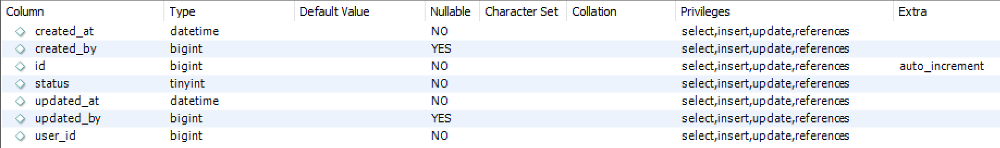 Column Type Default Value Nullable Character Set Collation Privileges Extra
created_at datetime NO select,insert,update,references
created_by bigint YES select,insert,update,references
id bigint NO select,insert,update,references auto_increment
status tinyint NO select,insert,update,references
updated_at datetime NO select,insert,update,references
updated_by bigint YES select,insert,update,references
user_id bigint NO select,insert,update,references